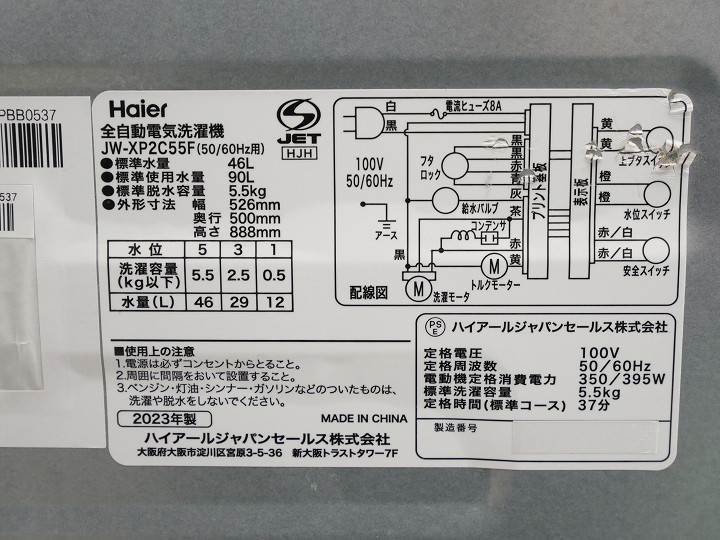 PBB0537
0537
Haier
全自動電気洗濯機
JW-XP2C55F(50/60Hz用)
●標準水量 46L
●標準使用水量 90L
●標準脱水容量 5.5kg
●外形寸法 幅 526mm
奥行 500mm
高さ 888mm
S
JET
HJH
水位 5 3 1
洗濯容量(kg以下) 5.5 2.5 0.5
水量(L) 46 29 12
■使用上の注意
1.電源は必ずコンセントからとること。
2.周囲に間隔をおいて設置すること。
3.ベンジン・灯油・シンナー・ガソリンなどのついたものは、
洗濯や脱水をしないでください。
2023年製
MADE IN CHINA
ハイアールジャパンセールス株式会社
大阪府大阪市淀川区宮原3-5-36 新大阪トラストタワー7F
白
電流ヒューズ8A
黒
100V
50/60Hz
アース
フタ
ロック
黒
黒
赤
青
灰
給水バルブ
茶
コンデンサ
黒
赤
黄
M
洗濯モータ
M
トルクモーター
配線図
プリント基板
表示板
黄
黄
上ブタスイッチ
橙
橙
水位スイッチ
赤/白
赤/白
安全スイッチ
PS
E
ハイアールジャパンセールス株式会社
定格電圧 100V
定格周波数 50/60Hz
電動機定格消費電力 350/395W
標準洗濯容量 5.5kg
定格時間(標準コース) 37分
製造番号